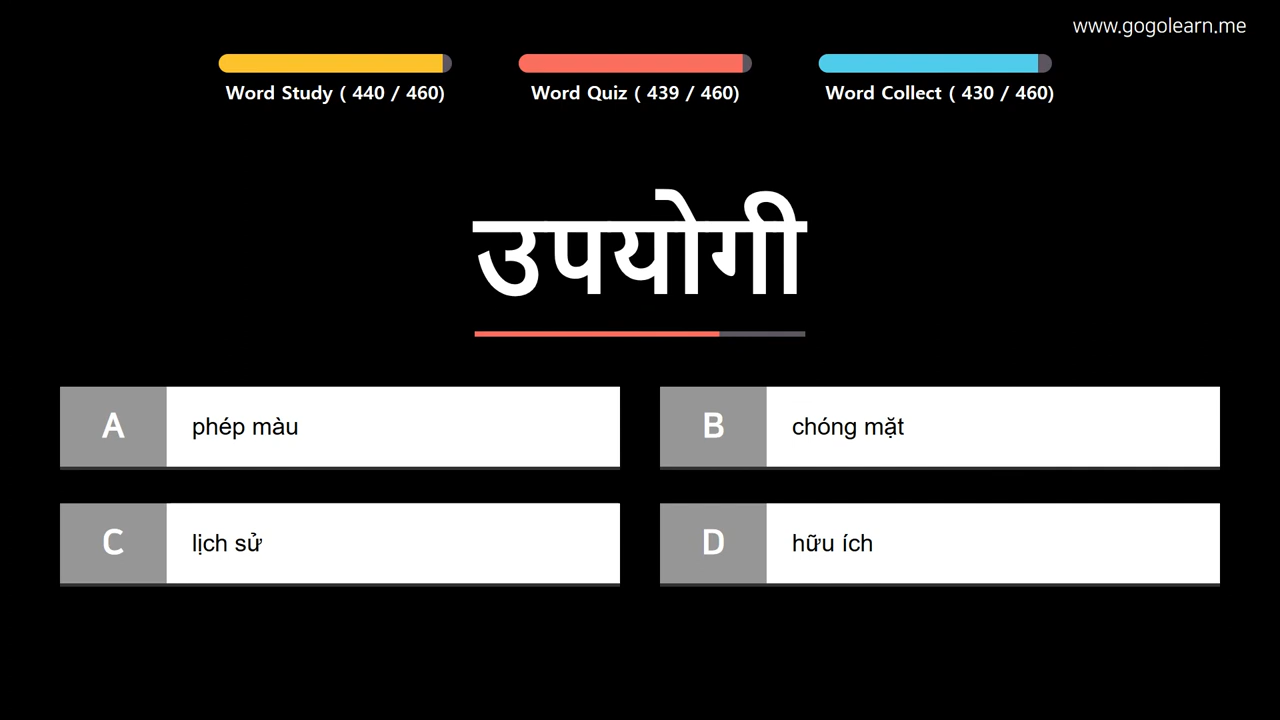 www.gogolearn.me
Word Study ( 440 / 460)
Word Quiz ( 439 / 460)
Word Collect ( 430 / 460)
उपयोगी
A phép màu
B chóng mặt
C lịch sử
D hữu ích